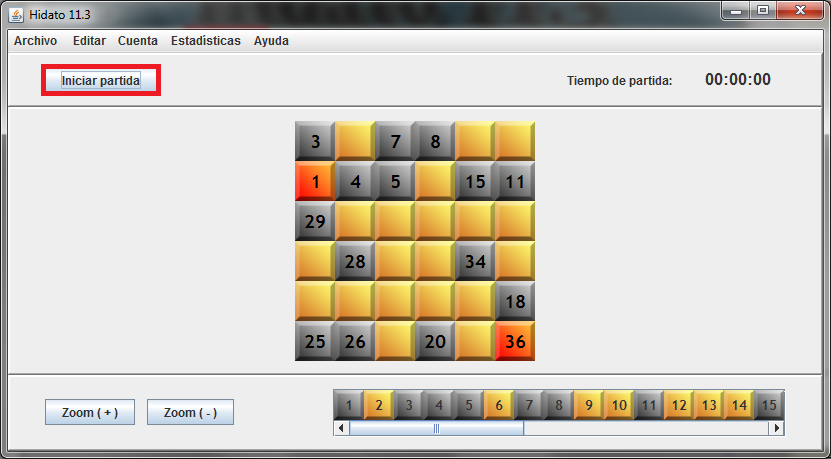 Hidato 11.3
Archivo Editar Cuenta Estadísticas Ayuda
Iniciar partida Tiempo de partida: 00:00:00
3 7 8
1 4 5 15 11
29
28 34
18
25 26 20 36
Zoom ( + ) Zoom ( - ) 1 2 3 4 5 6 7 8 9 10 11 12 13 14 15